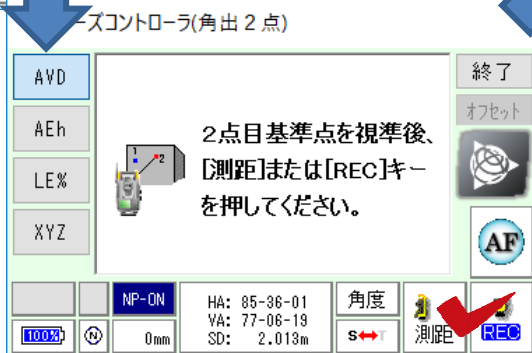 ズコントローラ(角出２点)
AVD
AEh
LE%
XYZ
1 2
２点目基準点を視準後、
[測距]または[REC]キー
を押してください。
終了
オフセット
AF
NP-ON
100%
N
0mm
HA: 85-36-01
VA: 77-06-19
SD: 2.013m
角度
S↔T
測距
REC